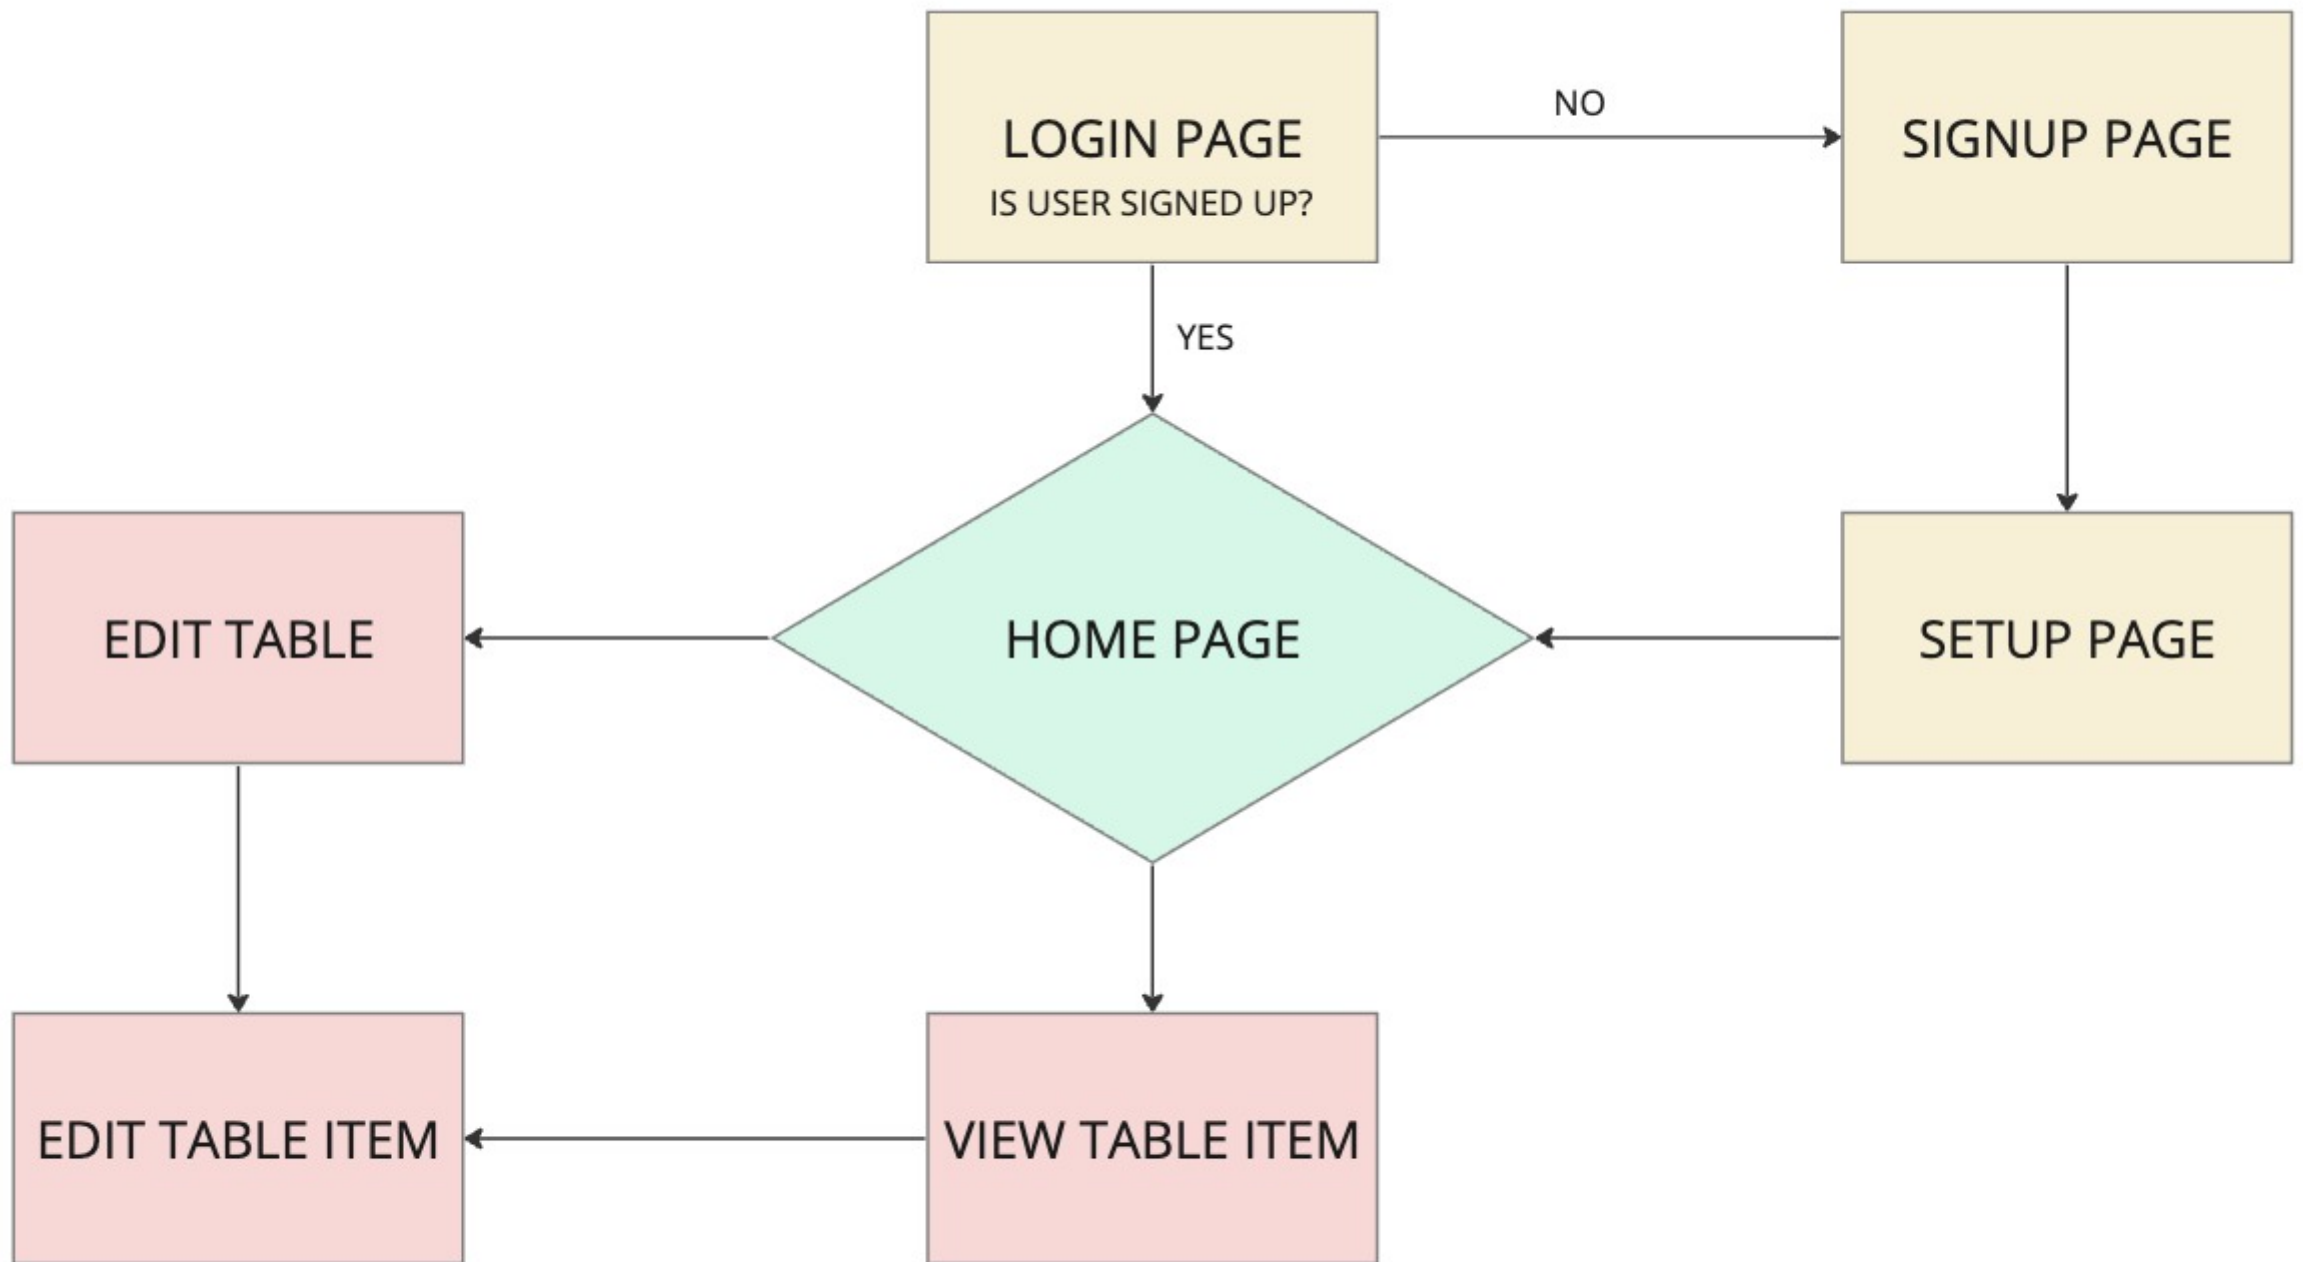 LOGIN PAGE
IS USER SIGNED UP?
NO
SIGNUP PAGE
YES
EDIT TABLE
HOME PAGE
SETUP PAGE
EDIT TABLE ITEM
VIEW TABLE ITEM